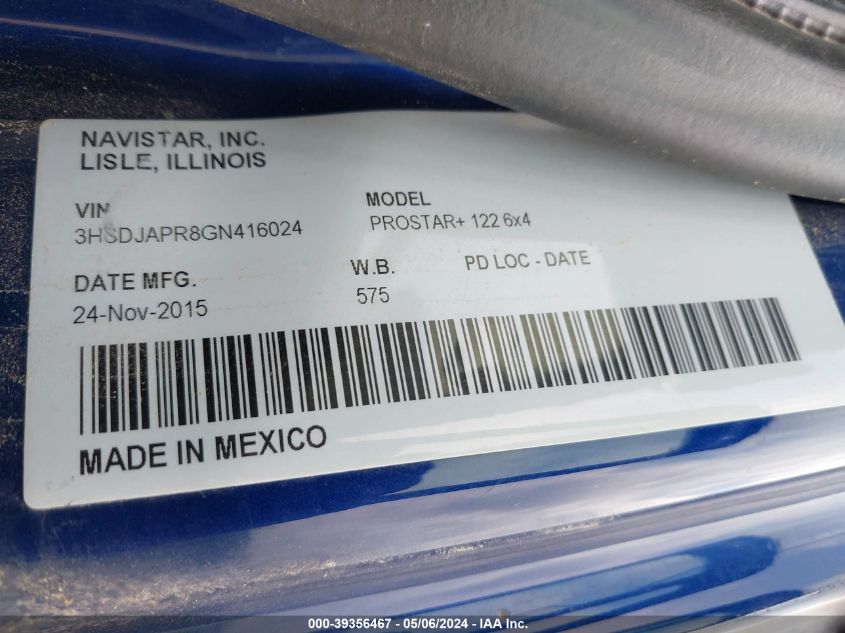 NAVISTAR, INC.
LISLE, ILLINOIS
VIN
3HSDJAPR8GN416024
MODEL
PROSTAR+ 122 6x4
DATE MFG.
24-Nov-2015
W.B.
575
PD LOC - DATE
MADE IN MEXICO
000-39356467 - 05/06/2024 - IAA Inc.